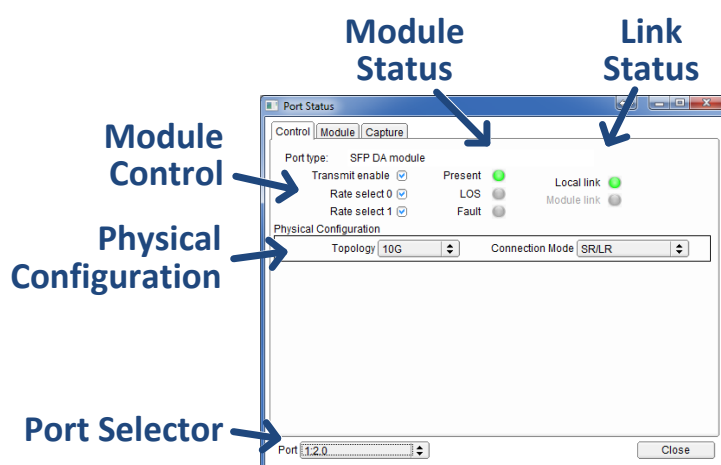 Module
Status
Link
Status
Module
Control
Physical
Configuration
Port Selector
Port Status
Control Module Capture
Port type: SFP DA module
Transmit enable Present Local link
Rate select 0 LOS Module link
Rate select 1 Fault
Physical Configuration
Topology 10G Connection Mode SR/LR
Port 1:2.0 Close